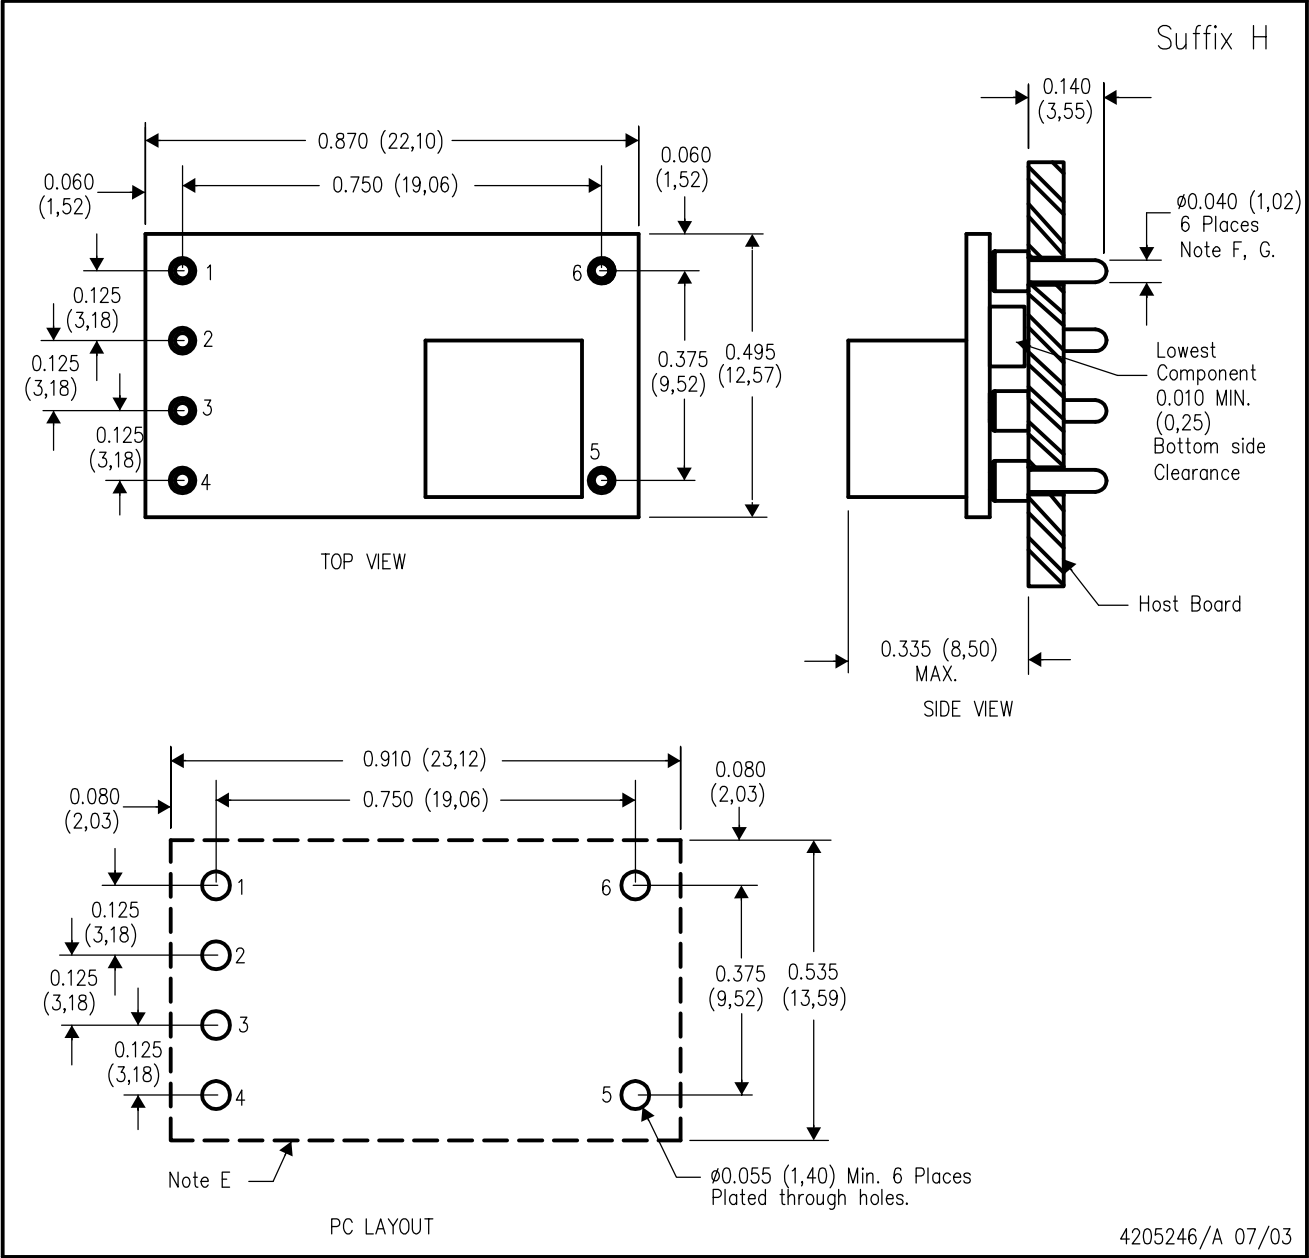 Suffix H
0.870 (22,10)
0.750 (19,06)
0.060
(1,52)
0.060
(1,52)
1
6
0.125
(3,18)
2
0.125
(3,18)
3
0.125
(3,18)
4
5
0.375
(9,52)
0.495
(12,57)
TOP VIEW
0.140
(3,55)
ø0.040 (1,02)
6 Places
Note F, G.
Lowest
Component
0.010 MIN.
(0,25)
Bottom side
Clearance
Host Board
0.335 (8,50)
MAX.
SIDE VIEW
0.910 (23,12)
0.750 (19,06)
0.080
(2,03)
0.080
(2,03)
1
6
0.125
(3,18)
2
0.125
(3,18)
3
0.125
(3,18)
4
5
0.375
(9,52)
0.535
(13,59)
Note E
ø0.055 (1,40) Min. 6 Places
Plated through holes.
PC LAYOUT
4205246/A 07/03